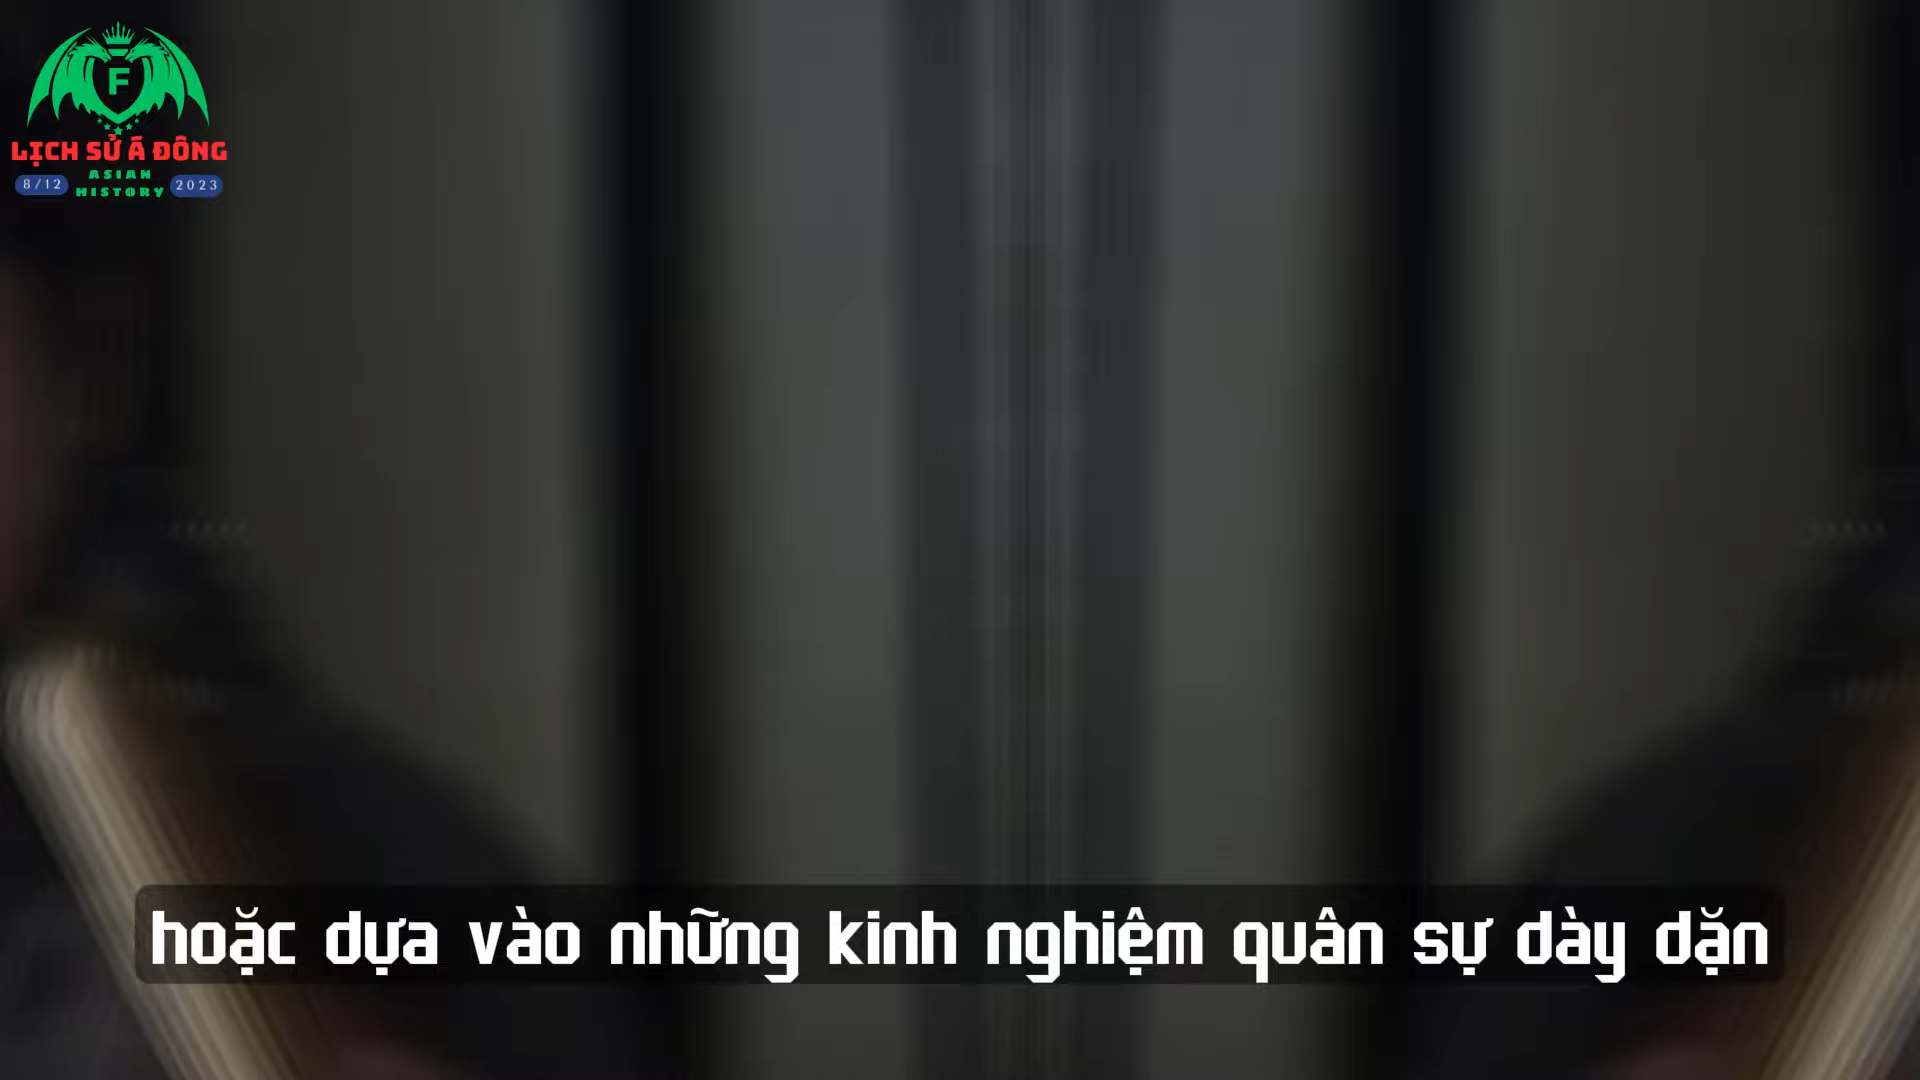 F
LỊCH SỬ Á ĐÔNG
ASIAN
8/12 HISTORY 2023
hoặc dựa vào những kinh nghiệm quân sự dày dặn